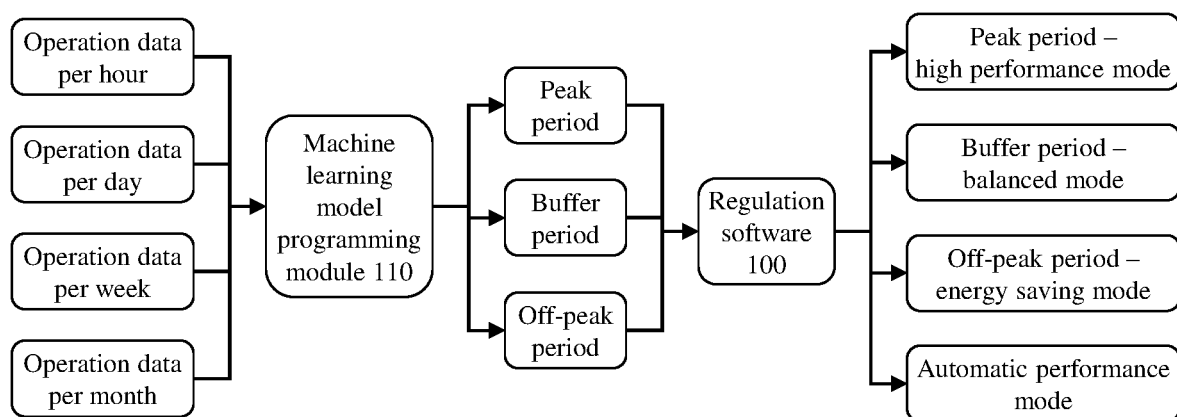 Operation data
per hour
Operation data
per day
Operation data
per week
Operation data
per month
Machine
learning
model
programming
module 110
Peak
period
Buffer
period
Off-peak
period
Regulation
software
100
Peak period –
high performance mode
Buffer period –
balanced mode
Off-peak period –
energy saving mode
Automatic performance
mode